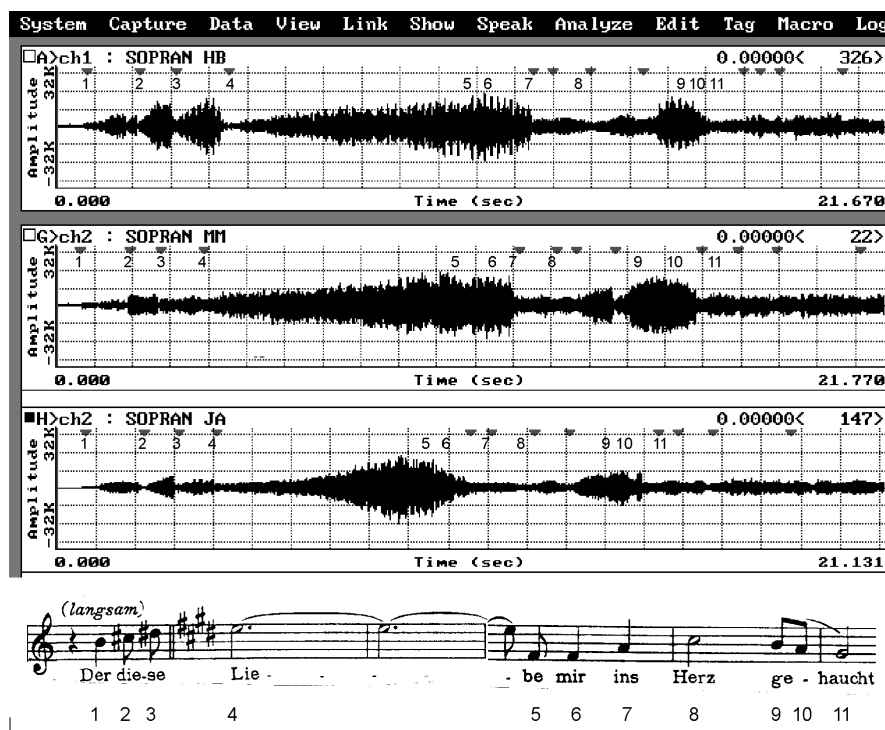 System Capture Data View Link Show Speak Analyze Edit Tag Macro Log
A>ch1 : SOPRAN HB 0.00000< 326>
1 2 3 4 5 6 7 8 9 10 11
Amplitude
32K
-32K
0.000 Time (sec) 21.670
G>ch2 : SOPRAN MM 0.00000< 22>
1 2 3 4 5 6 7 8 9 10 11
Amplitude
32K
-32K
0.000 Time (sec) 21.770
H>ch2 : SOPRAN JA 0.00000< 147>
1 2 3 4 5 6 7 8 9 10 11
Amplitude
32K
-32K
0.000 Time (sec) 21.131
(langsam)
Der die-se Lie - - - - - be mir ins Herz ge - haucht
1 2 3 4 5 6 7 8 9 10 11